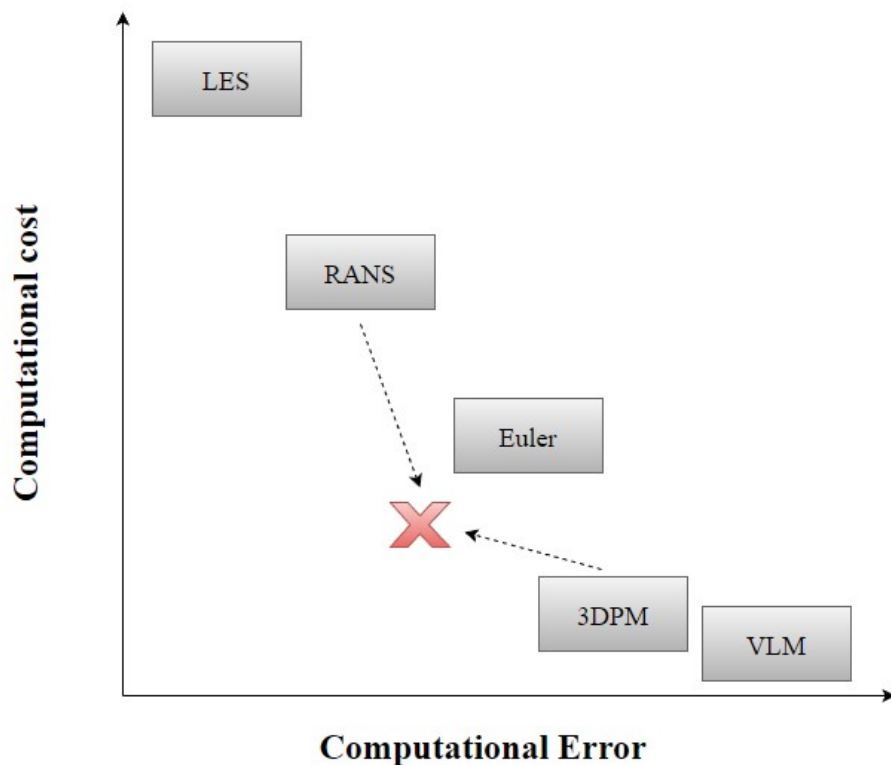 LES
RANS
Euler
3DPM
VLM
Computational cost
Computational Error